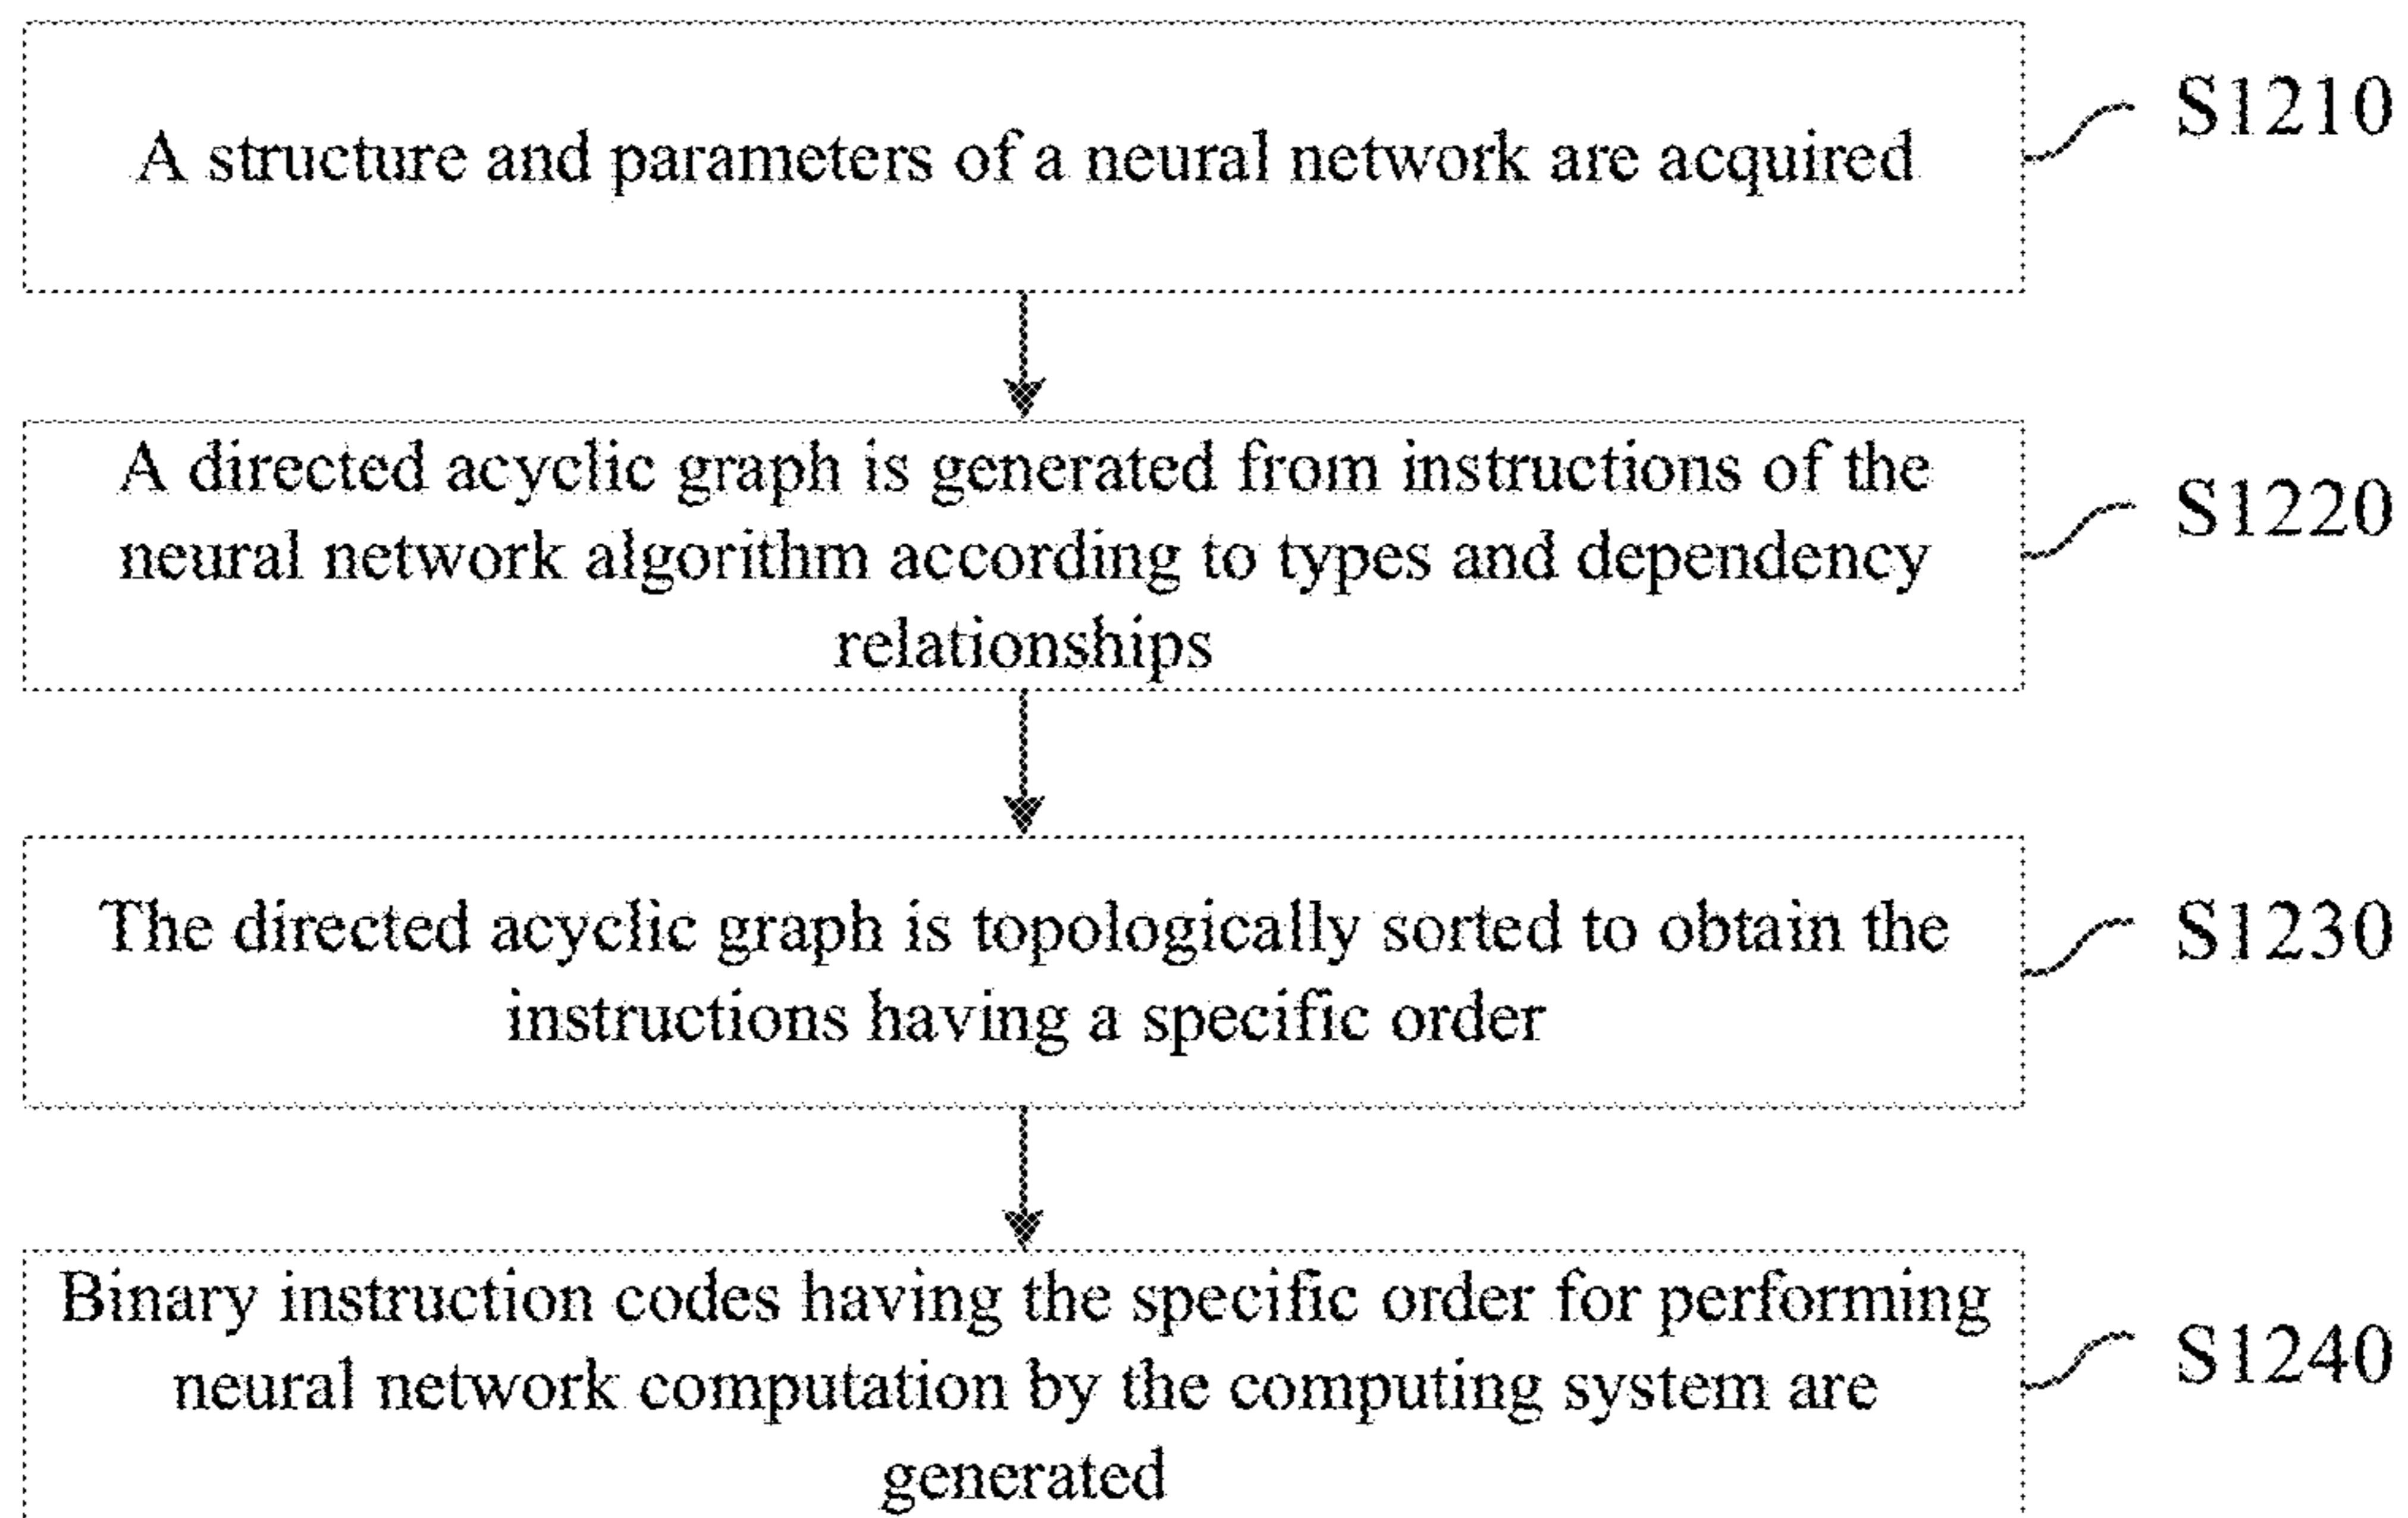 A structure and parameters of a neural network are acquired
S1210
A directed acyclic graph is generated from instructions of the
neural network algorithm according to types and dependency
relationships
S1220
The directed acyclic graph is topologically sorted to obtain the
instructions having a specific order
S1230
Binary instruction codes having the specific order for performing
neural network computation by the computing system are
generated
S1240